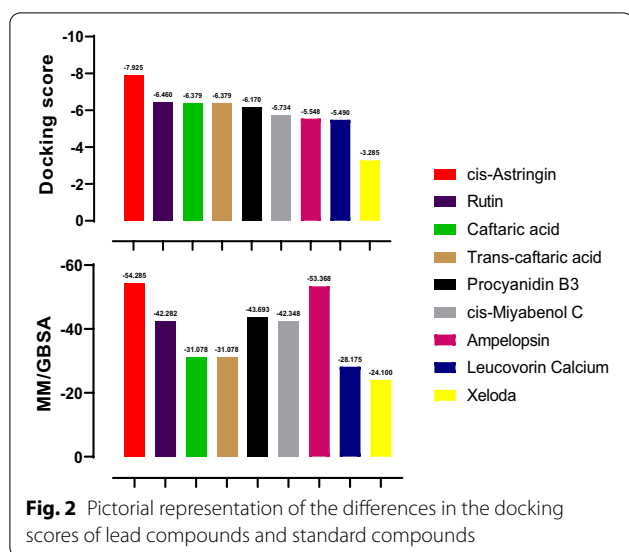 Docking score
-10
-8
-6
-4
-2
0
-7.925
-6.460
-6.379
-6.379
-6.170
-5.734
-5.548
-5.490
-3.285
MM/GBSA
-60
-40
-20
0
-54.285
-42.282
-31.078
-31.078
-43.693
-42.348
-53.368
-28.175
-24.100
cis-Astringin
Rutin
Caftaric acid
Trans-caftaric acid
Procyanidin B3
cis-Miyabenol C
Ampelopsin
Leucovorin Calcium
Xeloda
Fig. 2 Pictorial representation of the differences in the docking
scores of lead compounds and standard compounds